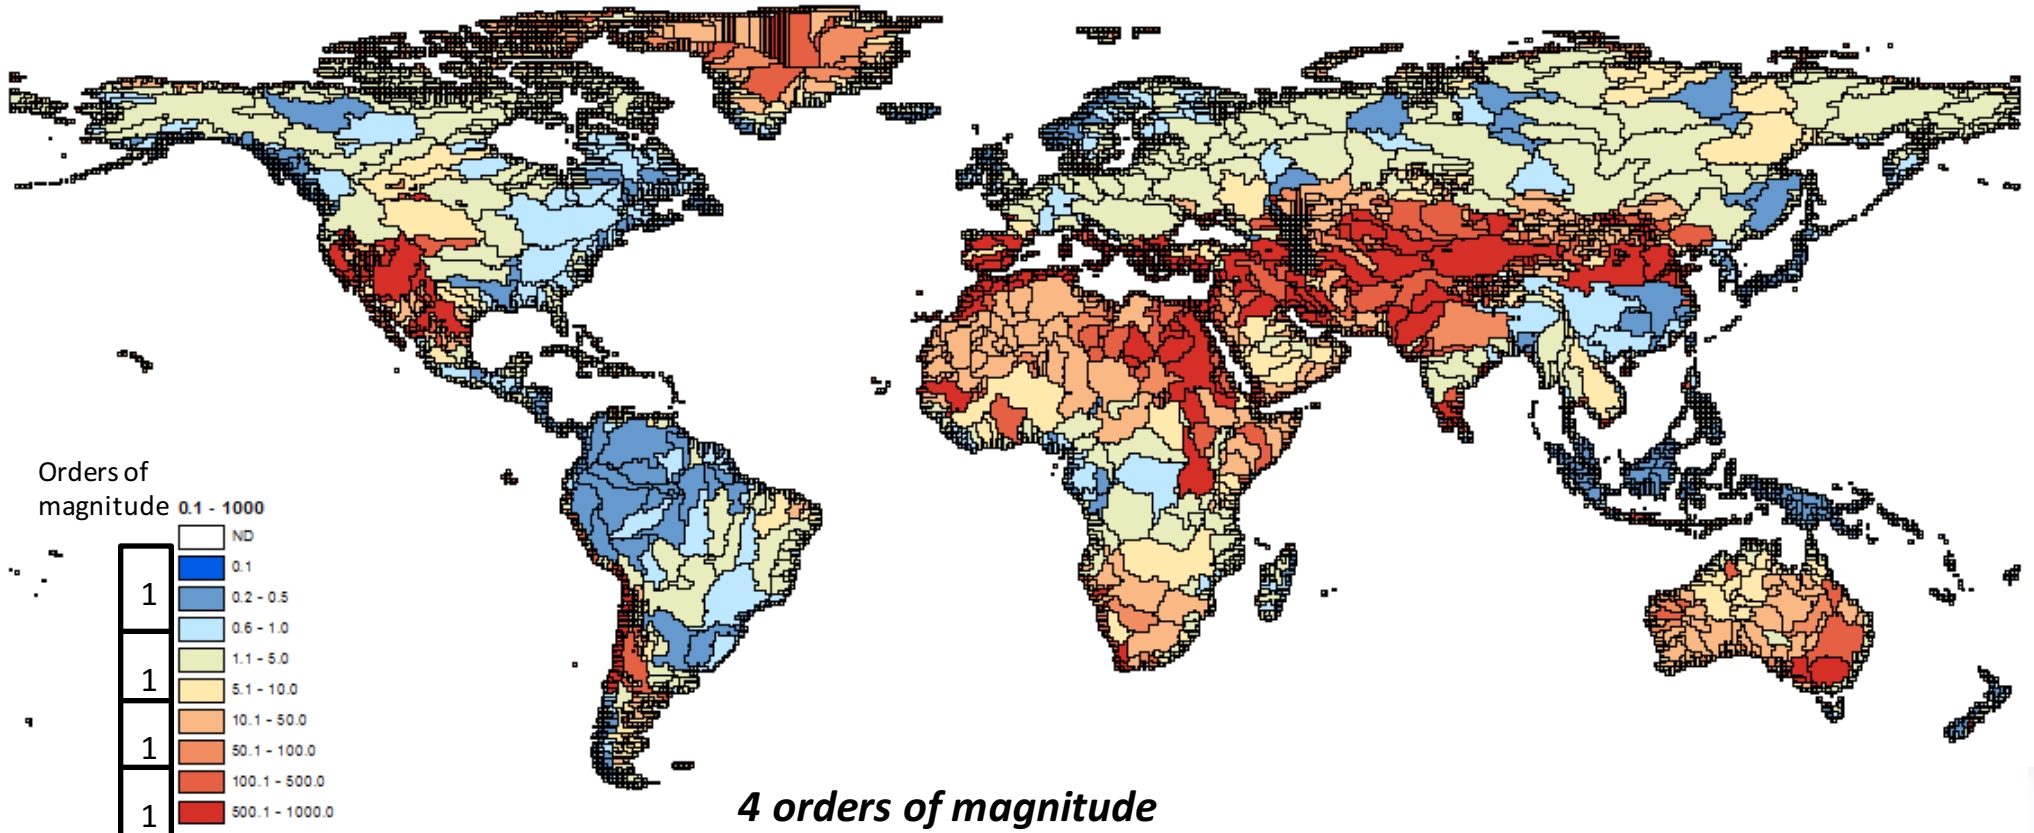 Orders of
magnitude 0.1 - 1000
ND
0.1
1 0.2 - 0.5
0.6 - 1.0
1.1 - 5.0
1 5.1 - 10.0
10.1 - 50.0
1 50.1 - 100.0
100.1 - 500.0
1 500.1 - 1000.0
4 orders of magnitude